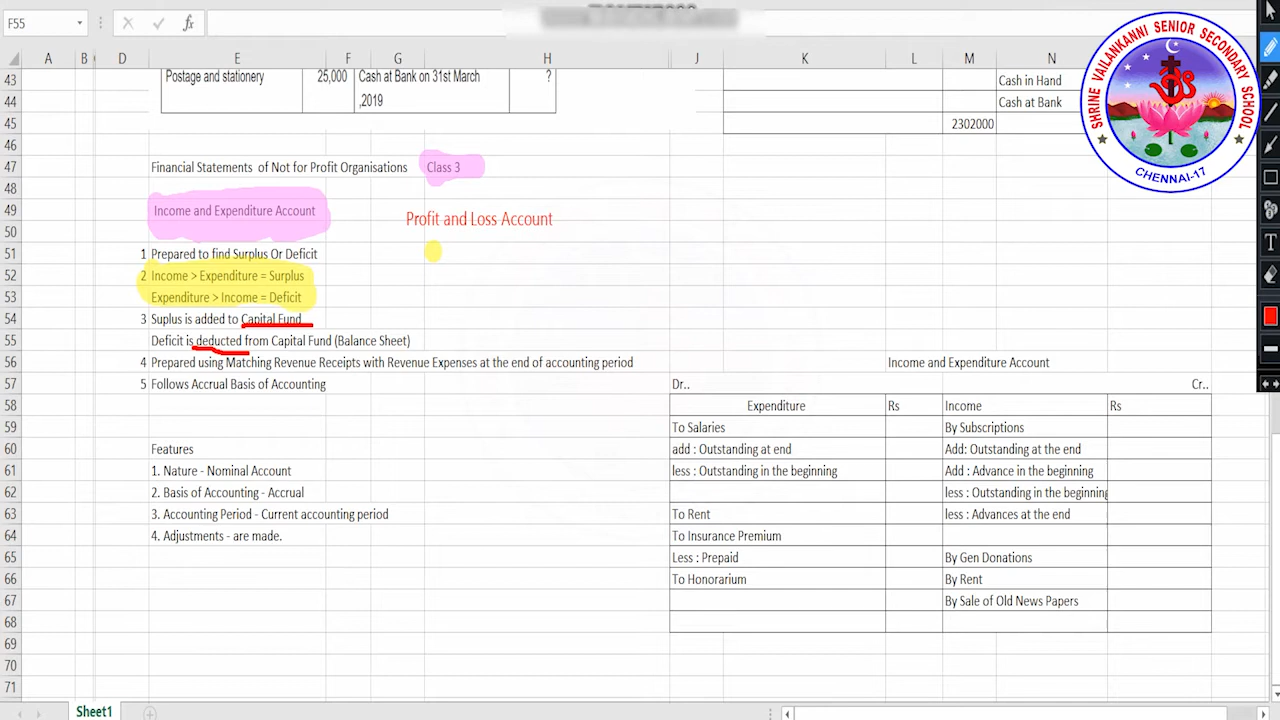 F55
fx
A B C D E F G H J K L M N
43 Postage and stationery 25,000 Cash at Bank on 31st March ? Cash in Hand
44 ,2019 Cash at Bank
45 2302000
46
47 Financial Statements of Not for Profit Organisations Class 3
48
49 Income and Expenditure Account
50 Profit and Loss Account
51 1 Prepared to find Surplus Or Deficit
52 2 Income > Expenditure = Surplus
53 Expenditure > Income = Deficit
54 3 Suplus is added to Capital Fund
55 Deficit is deducted from Capital Fund (Balance Sheet)
56 4 Prepared using Matching Revenue Receipts with Revenue Expenses at the end of accounting period Income and Expenditure Account
57 5 Follows Accrual Basis of Accounting Dr.. Cr..
58 Expenditure Rs Income Rs
59 To Salaries By Subscriptions
60 Features add : Outstanding at end Add: Outstanding at the end
61 1. Nature - Nominal Account less : Outstanding in the beginning Add : Advance in the beginning
62 2. Basis of Accounting - Accrual less : Outstanding in the beginning
63 3. Accounting Period - Current accounting period To Rent less : Advances at the end
64 4. Adjustments - are made. To Insurance Premium
65 Less : Prepaid By Gen Donations
66 To Honorarium By Rent
67 By Sale of Old News Papers
68
69
70
71
Sheet1
SHRINE VAILANKANNI SENIOR SECONDARY SCHOOL
CHENNAI-17
T